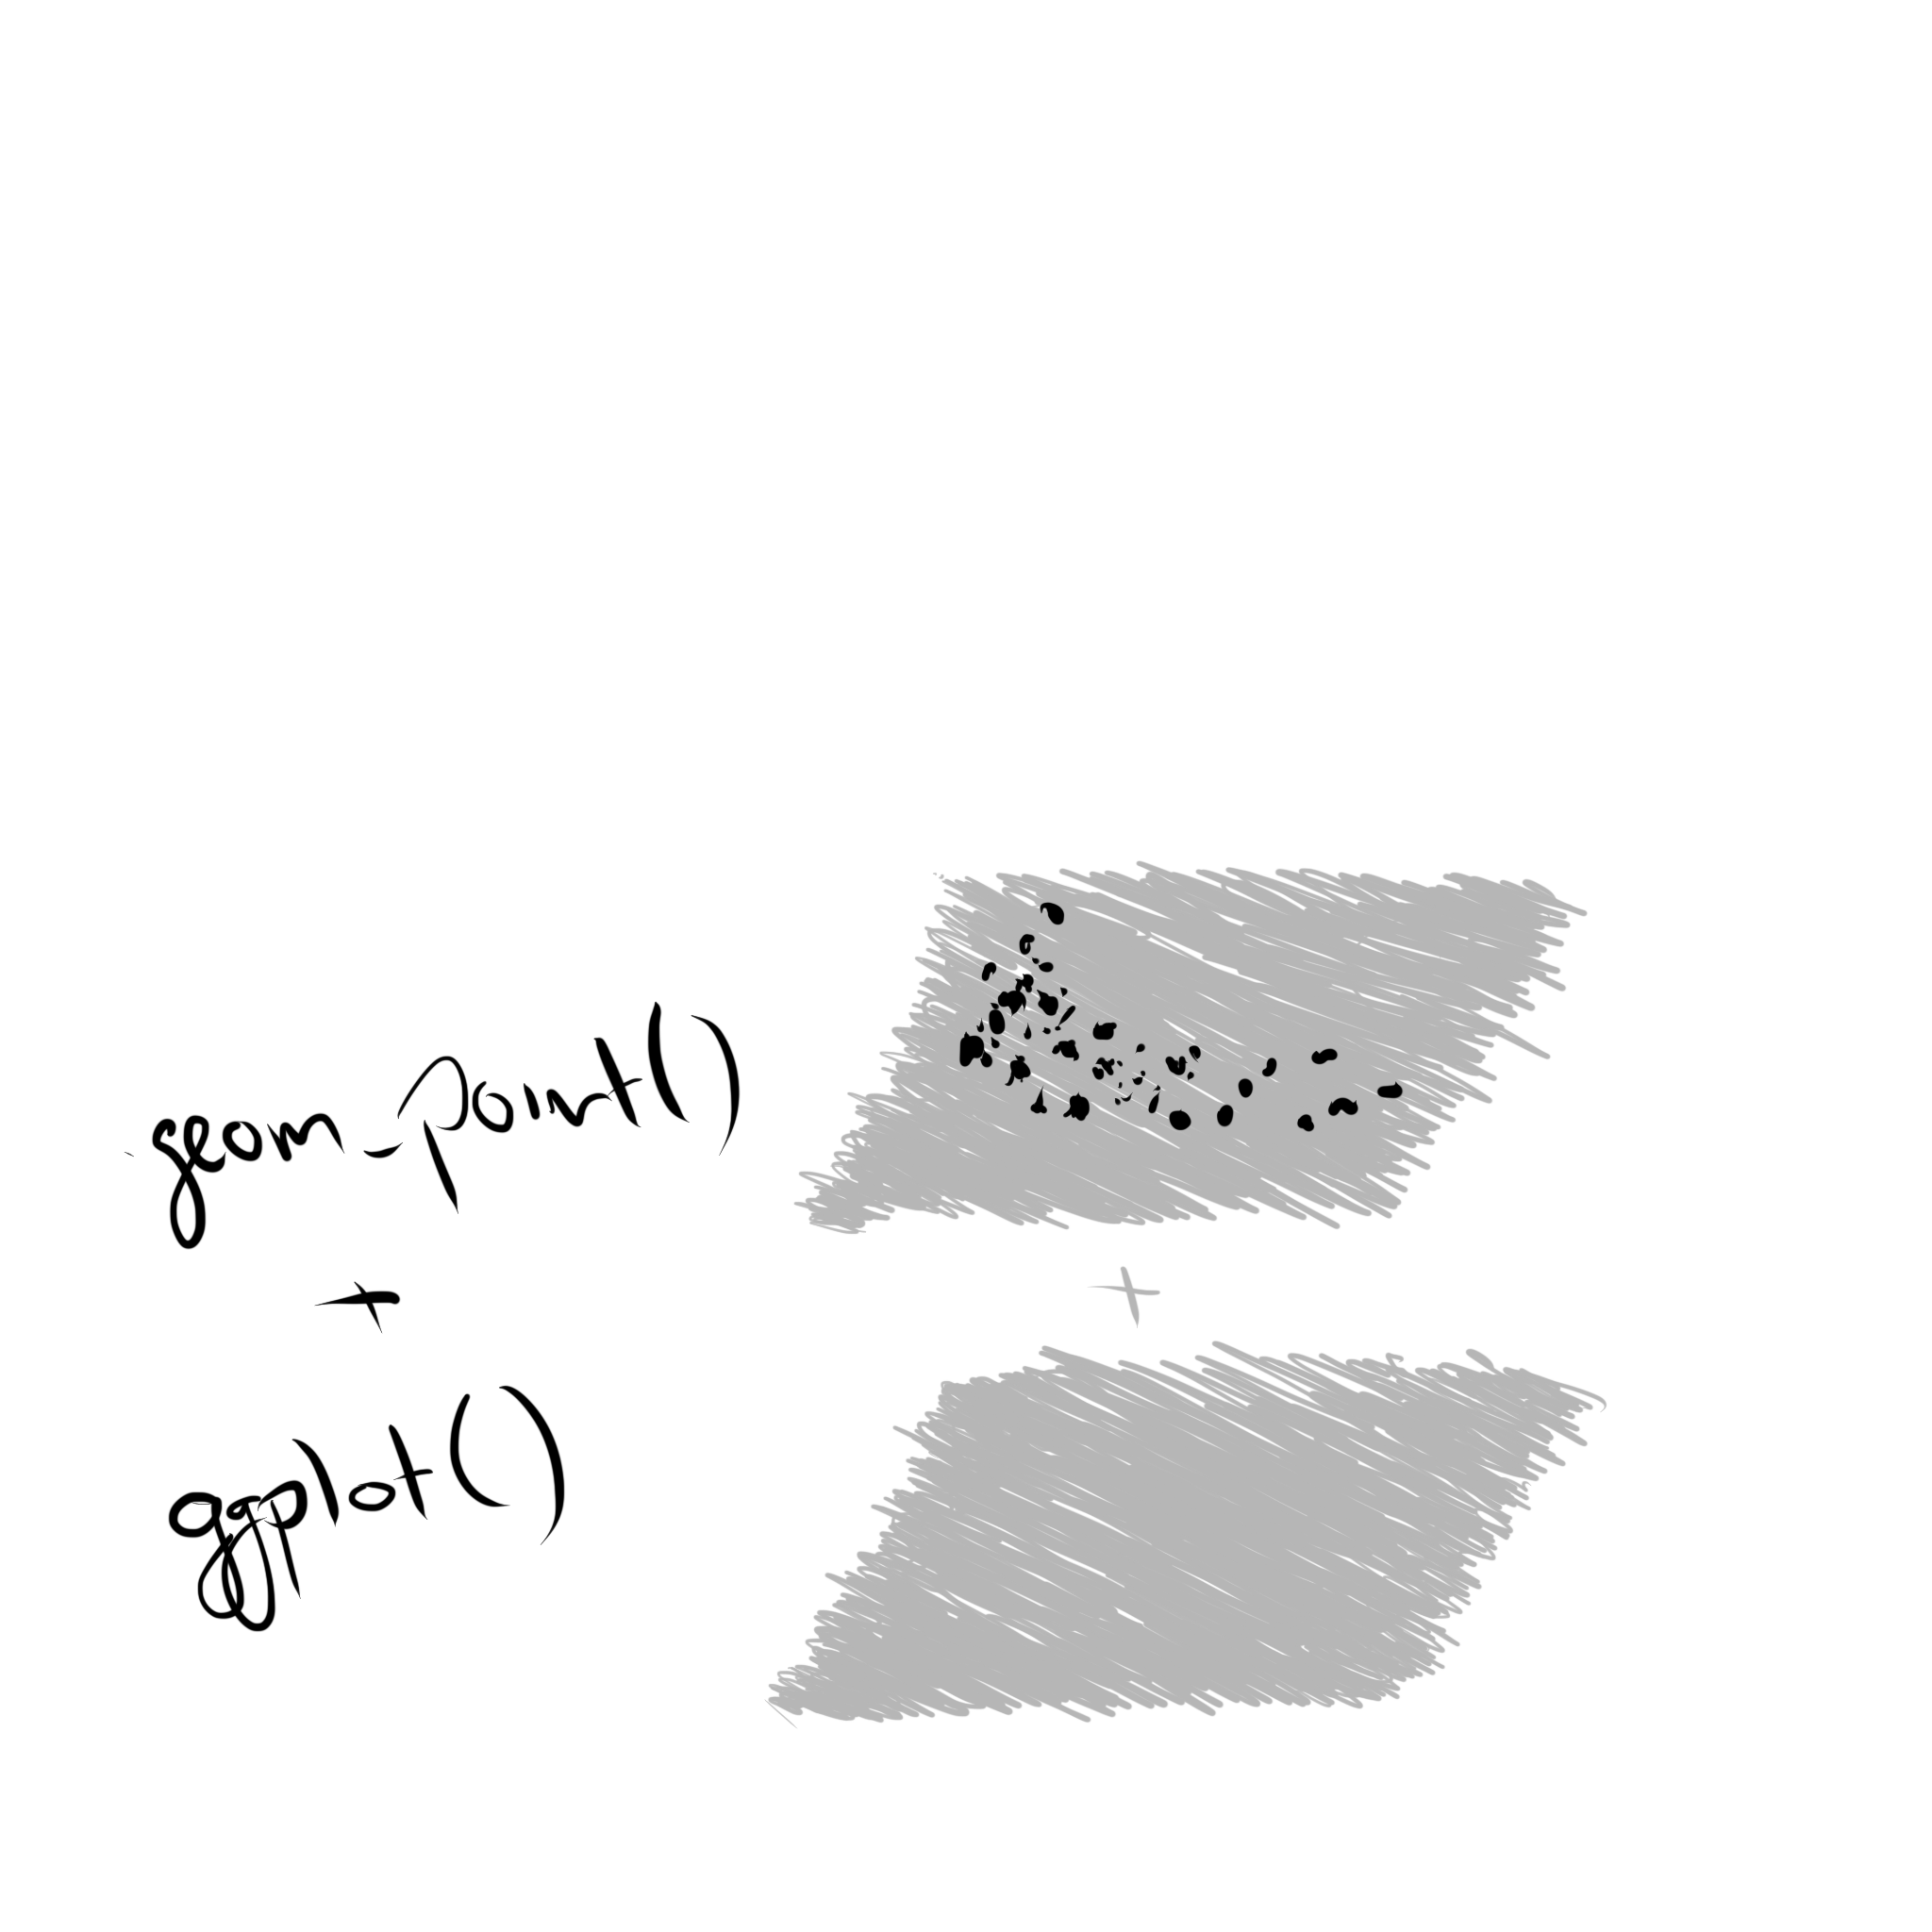 geom_point()
+
+
ggplot()